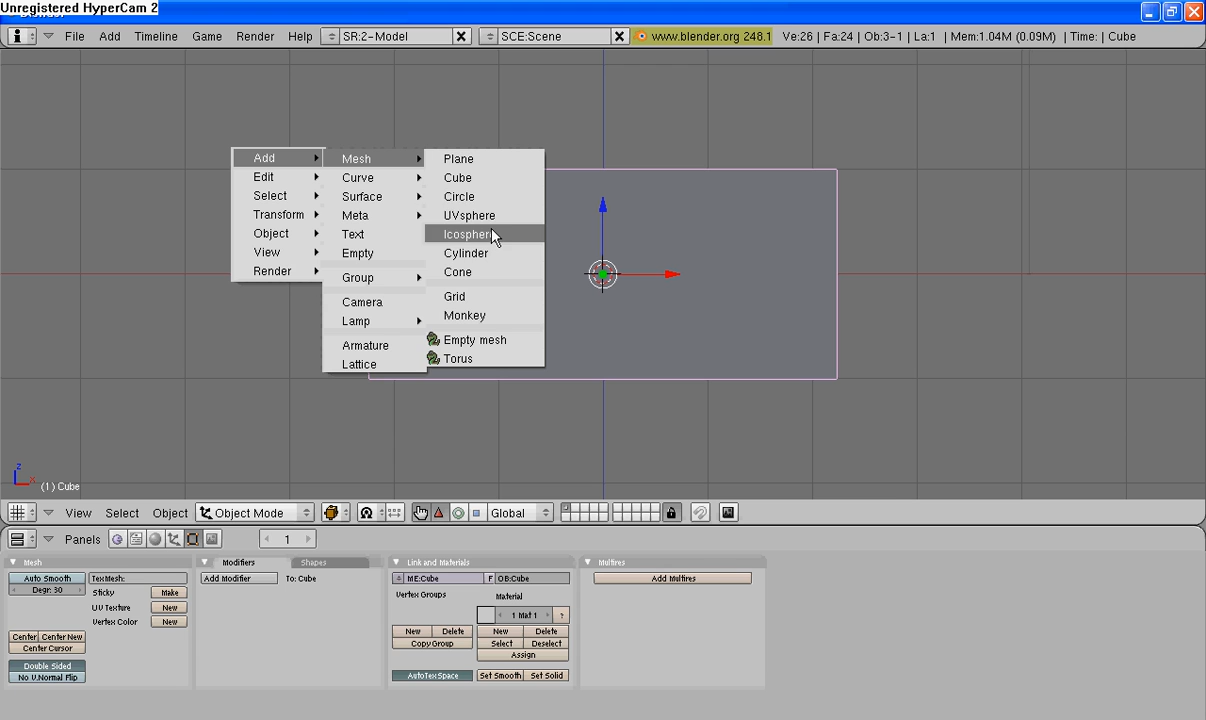 Unregistered HyperCam 2
File Add Timeline Game Render Help SR:2-Model SCE:Scene www.blender.org 248.1 Ve:26 | Fa:24 | Ob:3-1 | La:1 | Mem:1.04M (0.09M) | Time: | Cube
Add
Edit
Select
Transform
Object
View
Render
Mesh
Curve
Surface
Meta
Text
Empty
Group
Camera
Lamp
Armature
Lattice
Plane
Cube
Circle
UVsphere
Icosphere
Cylinder
Cone
Grid
Monkey
Empty mesh
Torus
z
x
(1) Cube
View Select Object Object Mode Global
Panels 1
Mesh
Auto Smooth
Degr: 30
TexMesh:
Sticky Make
UV Texture New
Vertex Color New
Center Center New
Center Cursor
Double Sided
No V.Normal Flip
Modifiers Shapes
Add Modifier To: Cube
Link and Materials
ME:Cube F OB:Cube
Vertex Groups Material
1 Mat 1 ?
New Delete New Delete
Copy Group Select Deselect
Assign
AutoTexSpace Set Smooth Set Solid
Multires
Add Multires